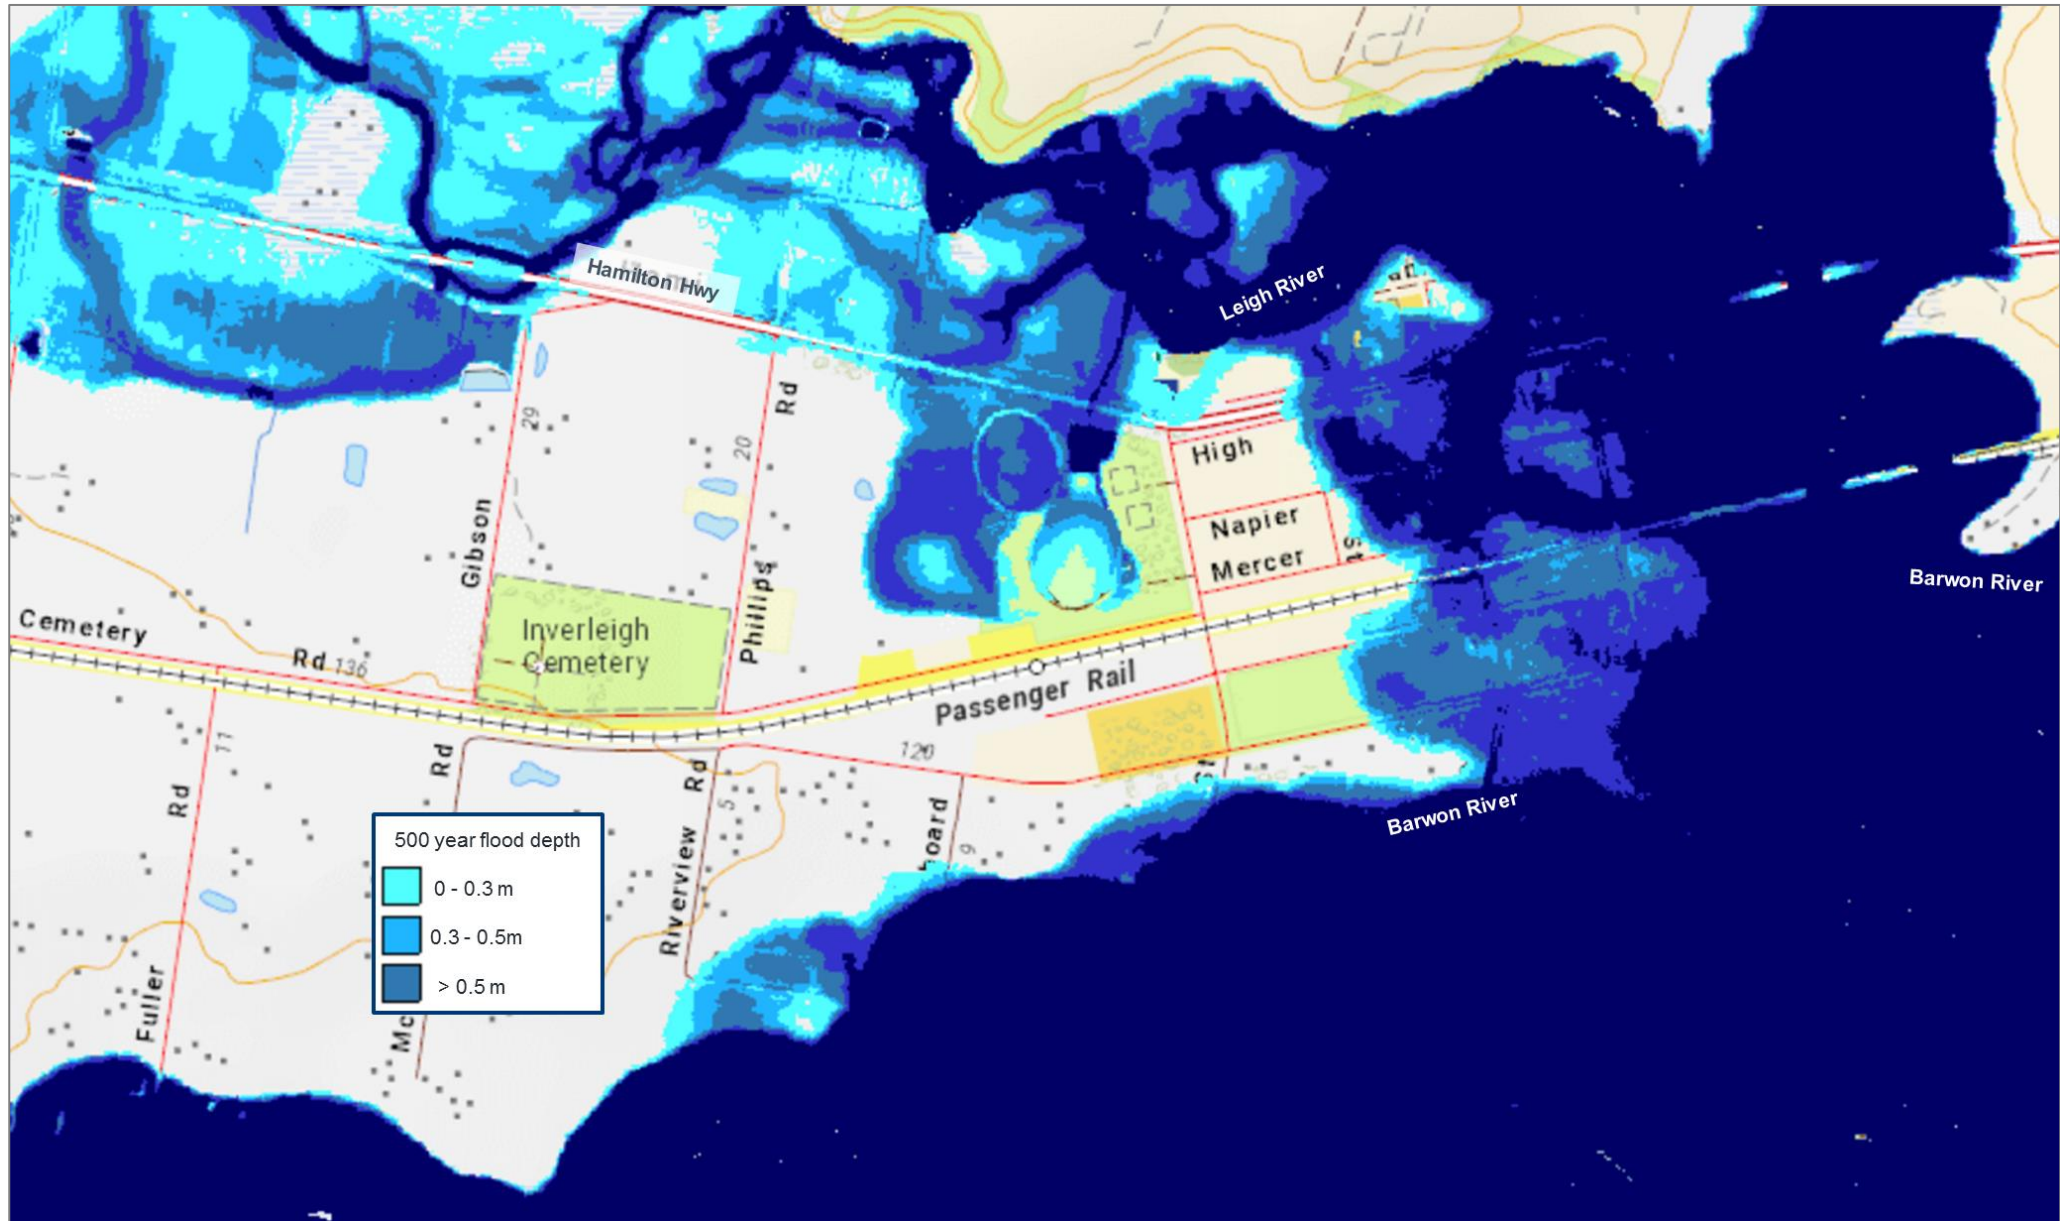 Hamilton Hwy
Leigh River
Rd
29
20
High
Gibson
Napier
Mercer
St
Phillips
Barwon River
Inverleigh
Cemetery
Cemetery
Rd
136
Passenger Rail
11
Rd
Rd
Rd
120
St
5
Rd
Barwon River
500 year flood depth
0 - 0.3 m
0.3 - 0.5m
> 0.5 m
Riverview
9
Fuller
Mc